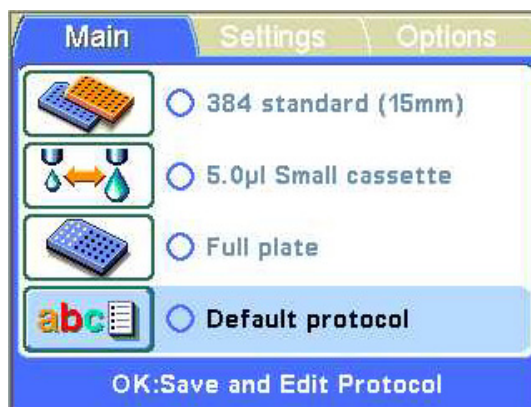 Main Settings Options
384 standard (15mm)
5.0µl Small cassette
Full plate
abc Default protocol
OK:Save and Edit Protocol